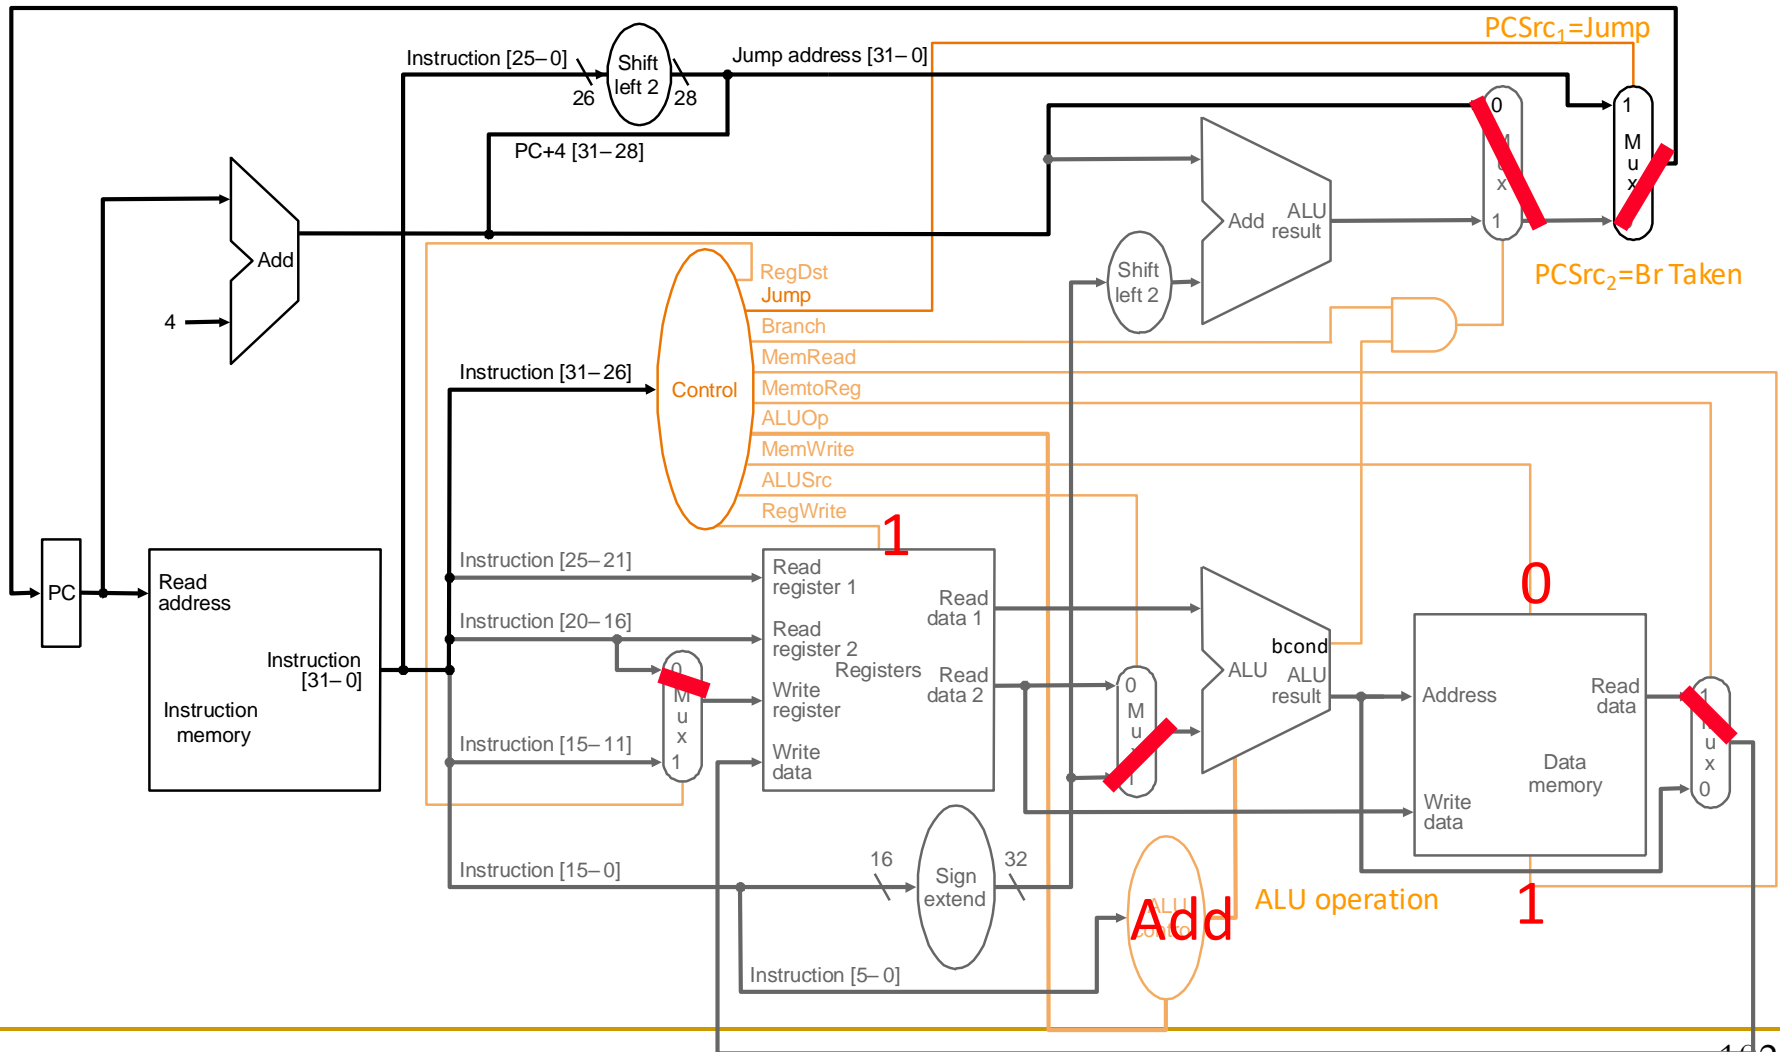 PCSrc1=Jump
Instruction [25–0]
Shift
left 2
Jump address [31–0]
26
28
PC+4 [31–28]
0
M
u
x
1
1
M
u
x
Add
Add
ALU
result
4
Shift
left 2
PCSrc2=Br Taken
RegDst
Jump
Branch
MemRead
MemtoReg
ALUOp
MemWrite
ALUSrc
RegWrite
Instruction [31–26]
Control
1
0
PC
Read
address
Instruction
[31–0]
Instruction
memory
Instruction [25–21]
Instruction [20–16]
Instruction [15–11]
Instruction [15–0]
Instruction [5–0]
0
M
u
x
1
Read
register 1
Read
register 2
Write
register
Write
data
Registers
Read
data 1
Read
data 2
0
M
u
bcond
ALU
ALU
result
Address
Write
data
Read
data
Data
memory
1
u
x
0
16
Sign
extend
32
ALU
control
Add
ALU operation
1